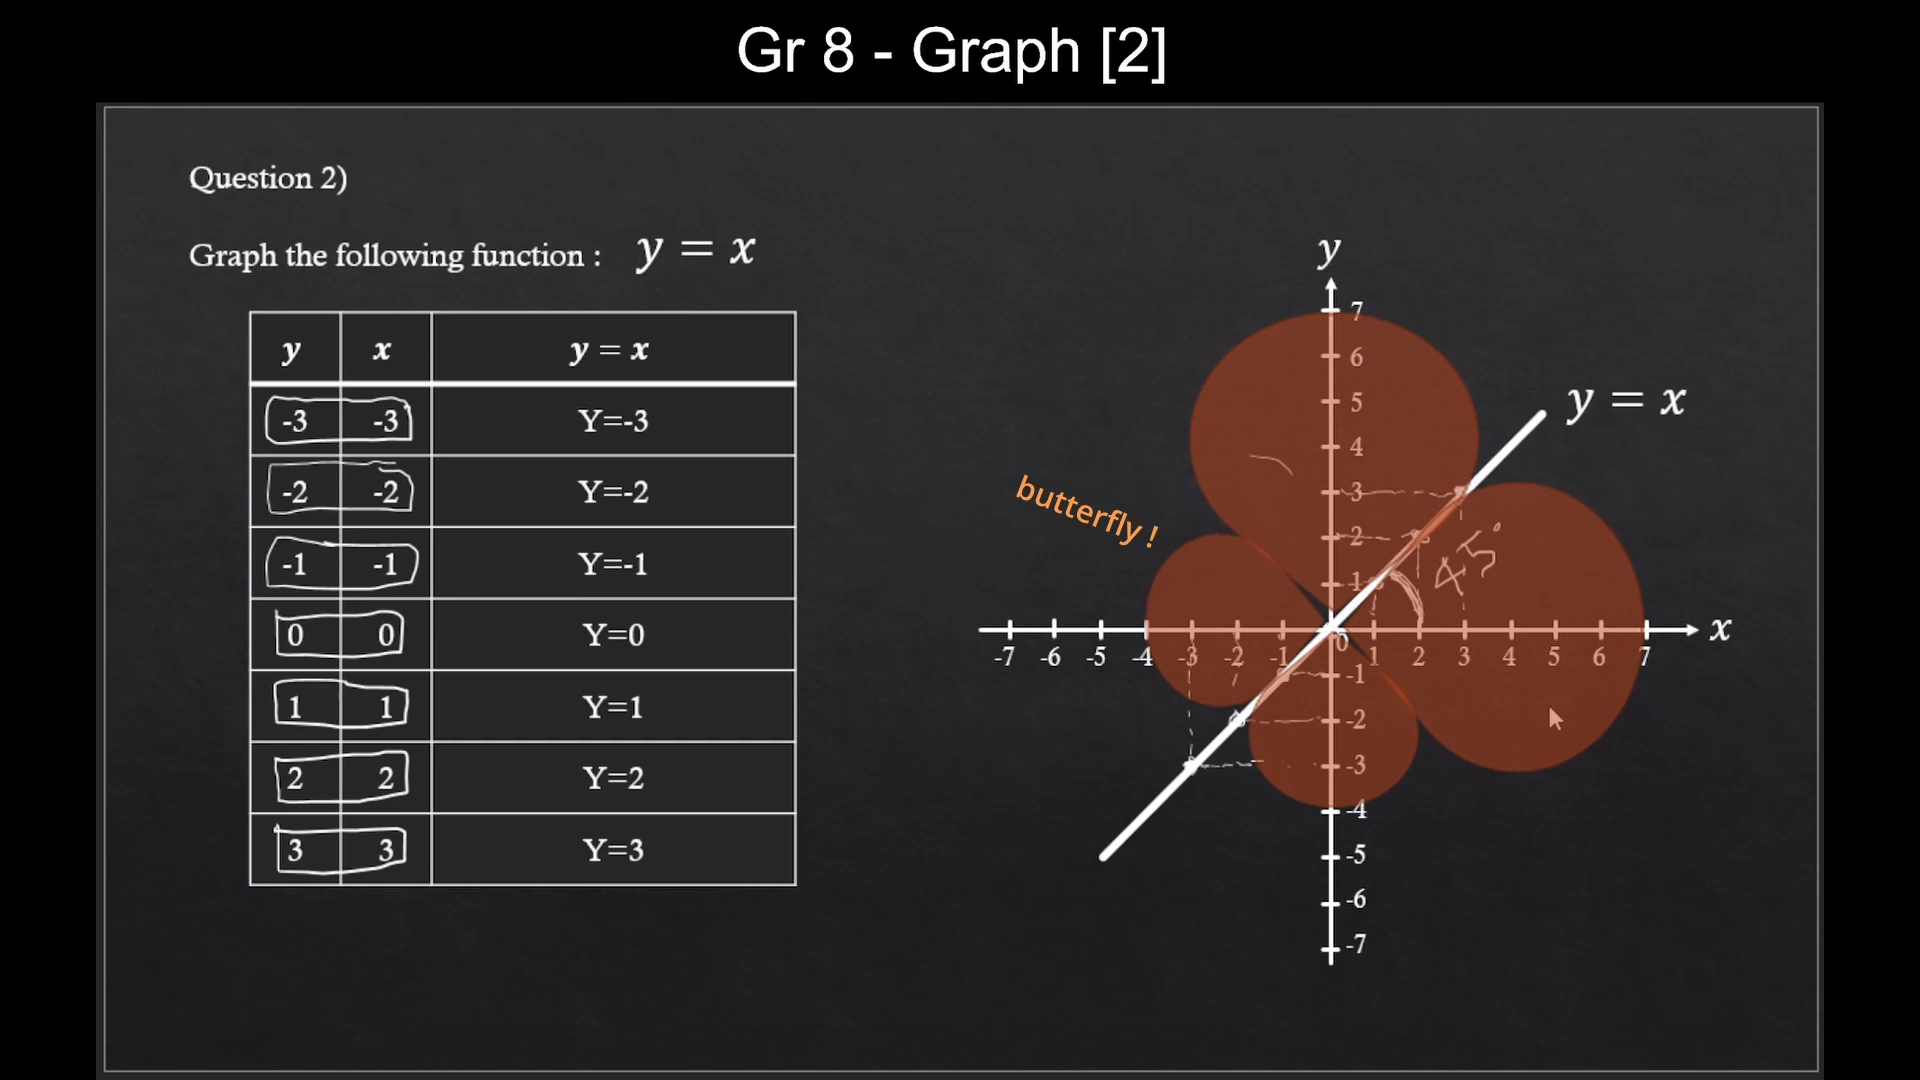 Gr 8 - Graph [2]
Question 2)
Graph the following function : y = x
y x y = x
-3 -3 Y=-3
-2 -2 Y=-2
-1 -1 Y=-1
0 0 Y=0
1 1 Y=1
2 2 Y=2
3 3 Y=3
y
7
6
5
y = x
4
3
butterfly !
2
45°
1
x
-7 -6 -5 -4 -3 -2 -1 0 1 2 3 4 5 6 7
-1
-2
-3
-4
-5
-6
-7